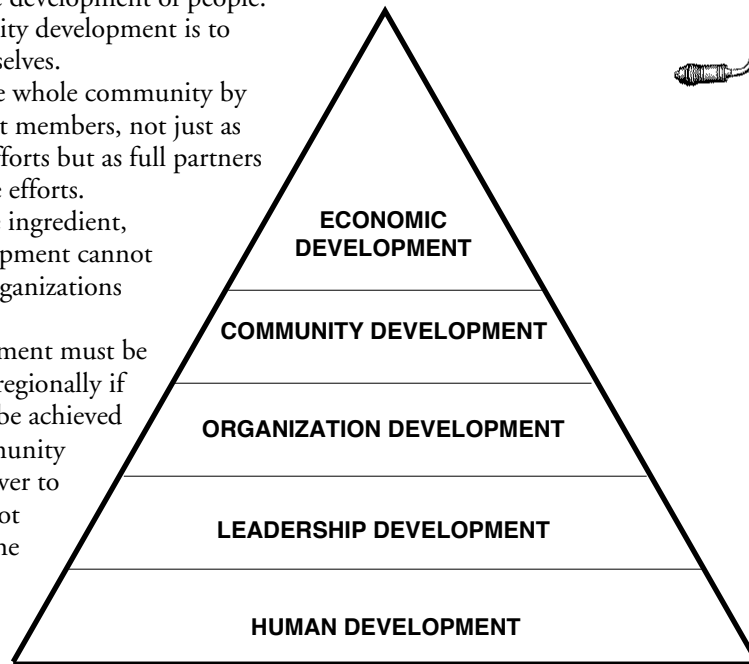 development of people.
ity development is to
selves.
e whole community by
t members, not just as
fforts but as full partners
e efforts.
e ingredient,
pment cannot
ganizations
ment must be
regionally if
be achieved
munity
ver to
ot
ne
ECONOMIC
DEVELOPMENT
COMMUNITY DEVELOPMENT
ORGANIZATION DEVELOPMENT
LEADERSHIP DEVELOPMENT
HUMAN DEVELOPMENT